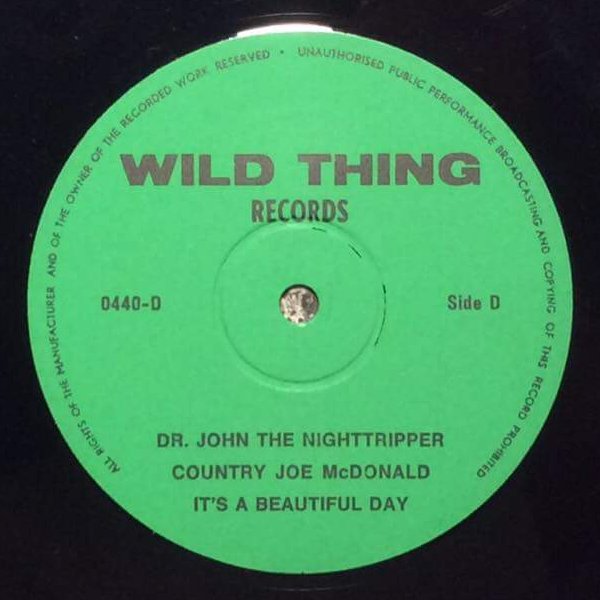 ALL RIGHTS OF THE MANUFACTURER AND OF THE OWNER OF THE RECORDED WORK RESERVED • UNAUTHORISED PUBLIC PERFORMANCE BROADCASTING AND COPYING OF THIS RECORD PROHIBITED
WILD THING
RECORDS
0440-D Side D
DR. JOHN THE NIGHTTRIPPER
COUNTRY JOE McDONALD
IT'S A BEAUTIFUL DAY